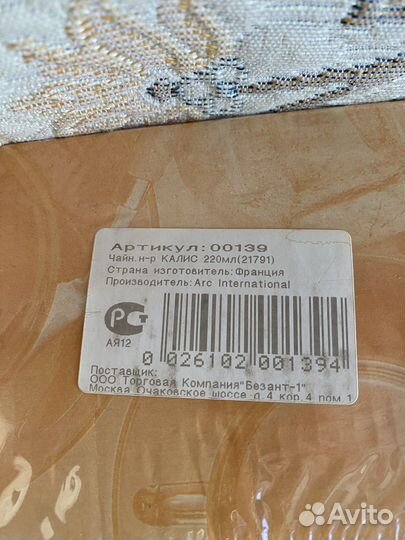 Артикул:00139
Чайн.н-р КАЛИС 220мл(21791)
Страна изготовитель:Франция
Производитель:Arc International
РСТ
АЯ12
0 026102 001394
Поставщик:
ООО Торговая Компания"Безант-1"
Москва Очаковское шоссе д.4 кор.4 пом 1
Avito